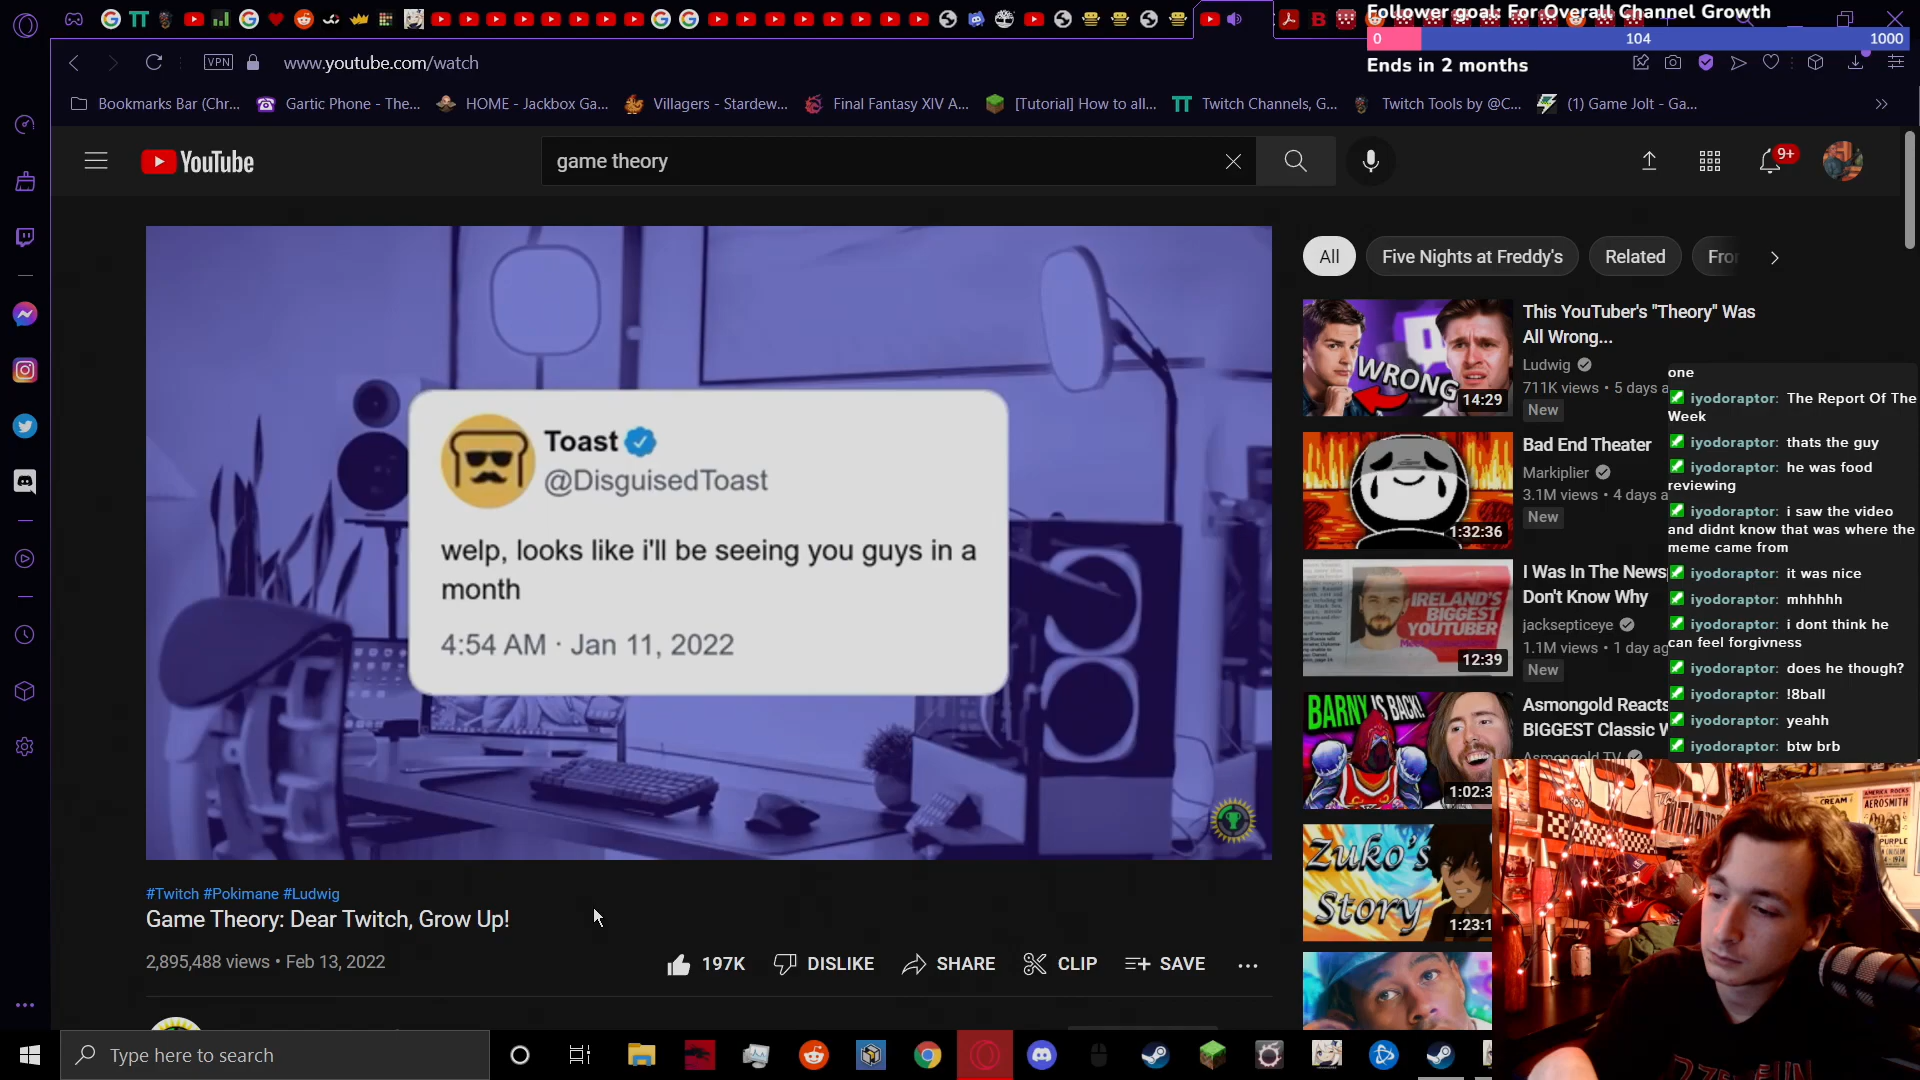 Follower goal: For Overall Channel Growth
0 104 1000
Ends in 2 months
VPN
www.youtube.com/watch
Bookmarks Bar (Chr...
Gartic Phone - The...
HOME - Jackbox Ga...
Villagers - Stardew...
Final Fantasy XIV A...
[Tutorial] How to all...
Twitch Channels, G...
Twitch Tools by @C...
(1) Game Jolt - Ga...
YouTube
game theory
9+
Toast
@DisguisedToast
welp, looks like i'll be seeing you guys in a
month
4:54 AM · Jan 11, 2022
#Twitch #Pokimane #Ludwig
Game Theory: Dear Twitch, Grow Up!
2,895,488 views • Feb 13, 2022
197K
DISLIKE
SHARE
CLIP
SAVE
All
Five Nights at Freddy's
Related
WRONG
14:29
This YouTuber's "Theory" Was
All Wrong...
Ludwig
711K views • 5 days a
New
1:32:36
Bad End Theater
Markiplier
3.1M views • 4 days a
New
IRELAND'S
BIGGEST
YOUTUBER
12:39
I Was In The News
Don't Know Why
jacksepticeye
1.1M views • 1 day ag
New
BARNY IS BACK!
Asmongold Reacts
BIGGEST Classic
Asmongold TV
Zuko's
Story
one
iyodoraptor: The Report Of The
Week
iyodoraptor: thats the guy
iyodoraptor: he was food
reviewing
iyodoraptor: i saw the video
and didnt know that was where the
meme came from
iyodoraptor: it was nice
iyodoraptor: mhhhhh
iyodoraptor: i dont think he
can feel forgivness
iyodoraptor: does he though?
iyodoraptor: !8ball
iyodoraptor: yeahh
iyodoraptor: btw brb
CREAM
AMERICA ROCKS
AEROSMITH
PURPLE
Type here to search